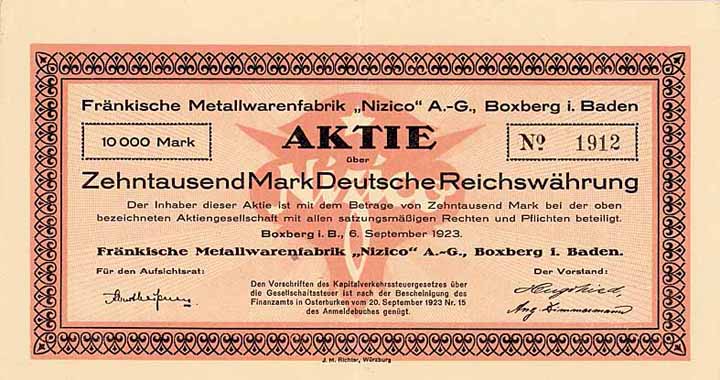 Fränkische Metallwarenfabrik „Nizico“ A.-G., Boxberg i. Baden
10 000 Mark
AKTIE
No 1912
über
Zehntausend Mark Deutsche Reichswährung
Der Inhaber dieser Aktie ist mit dem Betrage von Zehntausend Mark bei der oben
bezeichneten Aktiengesellschaft mit allen satzungsmäßigen Rechten und Pflichten beteiligt.
Boxberg i. B., 6. September 1923.
Fränkische Metallwarenfabrik „Nizico“ A.-G., Boxberg i. Baden.
Für den Aufsichtsrat:
Der Vorstand:
Den Vorschriften des Kapitalverkehrssteuergesetzes über
die Gesellschaftssteuer ist nach der Bescheinigung des
Finanzamts in Osterburken vom 20. September 1923 Nr. 15
des Anmeldebuches genügt.
Aug. Zimmermann
Nizico
J. M. Richter, Würzburg